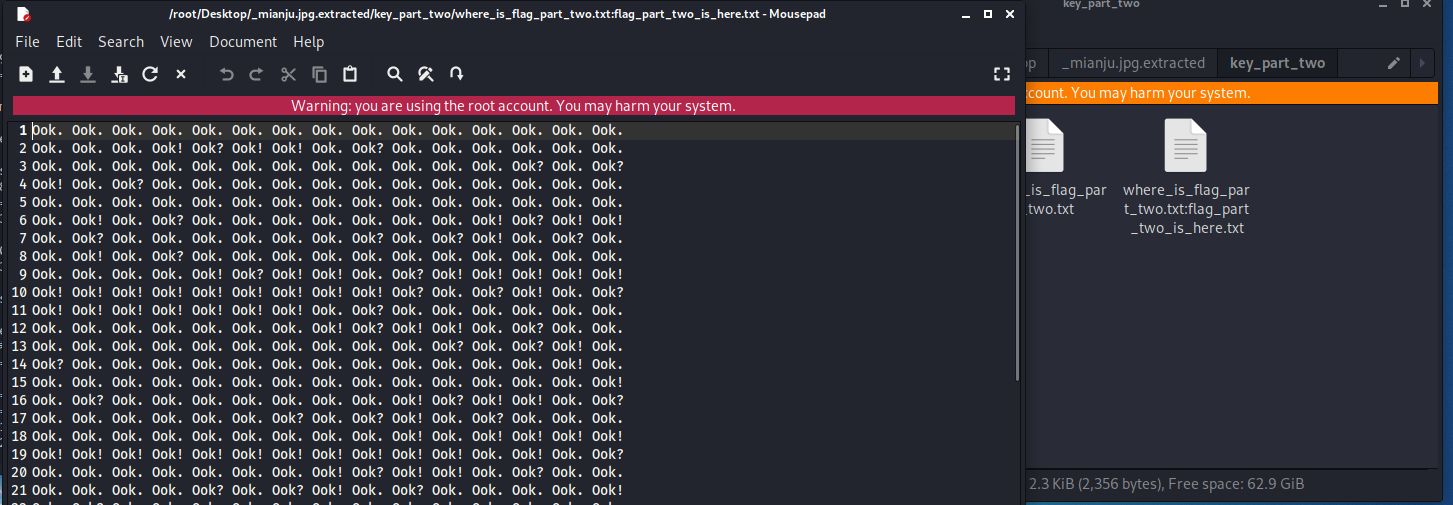 /root/Desktop/_mianju.jpg.extracted/key_part_two/where_is_flag_part_two.txt:flag_part_two_is_here.txt - Mousepad
File Edit Search View Document Help
Warning: you are using the root account. You may harm your system.
1 Ook. Ook. Ook. Ook. Ook. Ook. Ook. Ook. Ook. Ook. Ook. Ook. Ook. Ook. Ook.
2 Ook. Ook. Ook. Ook! Ook? Ook! Ook! Ook. Ook? Ook. Ook. Ook. Ook. Ook. Ook.
3 Ook. Ook. Ook. Ook. Ook. Ook. Ook. Ook. Ook. Ook. Ook. Ook. Ook? Ook. Ook?
4 Ook! Ook. Ook? Ook. Ook. Ook. Ook. Ook. Ook. Ook. Ook. Ook. Ook. Ook. Ook.
5 Ook. Ook. Ook. Ook. Ook. Ook. Ook. Ook. Ook. Ook. Ook. Ook. Ook. Ook. Ook.
6 Ook. Ook! Ook. Ook? Ook. Ook. Ook. Ook. Ook. Ook. Ook. Ook! Ook? Ook! Ook!
7 Ook. Ook? Ook. Ook. Ook. Ook. Ook. Ook. Ook? Ook. Ook? Ook! Ook. Ook? Ook.
8 Ook. Ook! Ook. Ook? Ook. Ook. Ook. Ook. Ook. Ook. Ook. Ook. Ook. Ook. Ook.
9 Ook. Ook. Ook. Ook. Ook! Ook? Ook! Ook! Ook. Ook? Ook! Ook! Ook! Ook! Ook!
10 Ook! Ook! Ook! Ook! Ook! Ook! Ook! Ook! Ook! Ook? Ook. Ook? Ook! Ook. Ook?
11 Ook! Ook! Ook! Ook! Ook! Ook! Ook! Ook. Ook? Ook. Ook. Ook. Ook. Ook. Ook.
12 Ook. Ook. Ook. Ook. Ook. Ook. Ook. Ook! Ook? Ook! Ook! Ook. Ook? Ook. Ook.
13 Ook. Ook. Ook. Ook. Ook. Ook. Ook. Ook. Ook. Ook. Ook? Ook. Ook? Ook! Ook.
14 Ook? Ook. Ook. Ook. Ook. Ook. Ook. Ook. Ook. Ook. Ook. Ook. Ook. Ook! Ook.
15 Ook. Ook. Ook. Ook. Ook. Ook. Ook. Ook. Ook. Ook. Ook. Ook. Ook. Ook. Ook!
16 Ook. Ook? Ook. Ook. Ook. Ook. Ook. Ook. Ook. Ook! Ook? Ook! Ook! Ook. Ook?
17 Ook. Ook. Ook. Ook. Ook. Ook. Ook? Ook. Ook? Ook! Ook. Ook? Ook. Ook. Ook.
18 Ook. Ook. Ook. Ook. Ook. Ook. Ook. Ook. Ook! Ook. Ook! Ook! Ook! Ook! Ook!
19 Ook! Ook! Ook! Ook! Ook! Ook! Ook! Ook! Ook! Ook! Ook! Ook! Ook! Ook. Ook?
20 Ook. Ook. Ook. Ook. Ook. Ook. Ook. Ook! Ook? Ook! Ook! Ook. Ook? Ook. Ook.
21 Ook. Ook. Ook. Ook. Ook? Ook. Ook? Ook! Ook. Ook? Ook. Ook. Ook. Ook. Ook!
key_part_two
op _mianju.jpg.extracted key_part_two
count. You may harm your system.
_is_flag_par
_two.txt
where_is_flag_par
t_two.txt:flag_part
_two_is_here.txt
2.3 KiB (2,356 bytes), Free space: 62.9 GiB